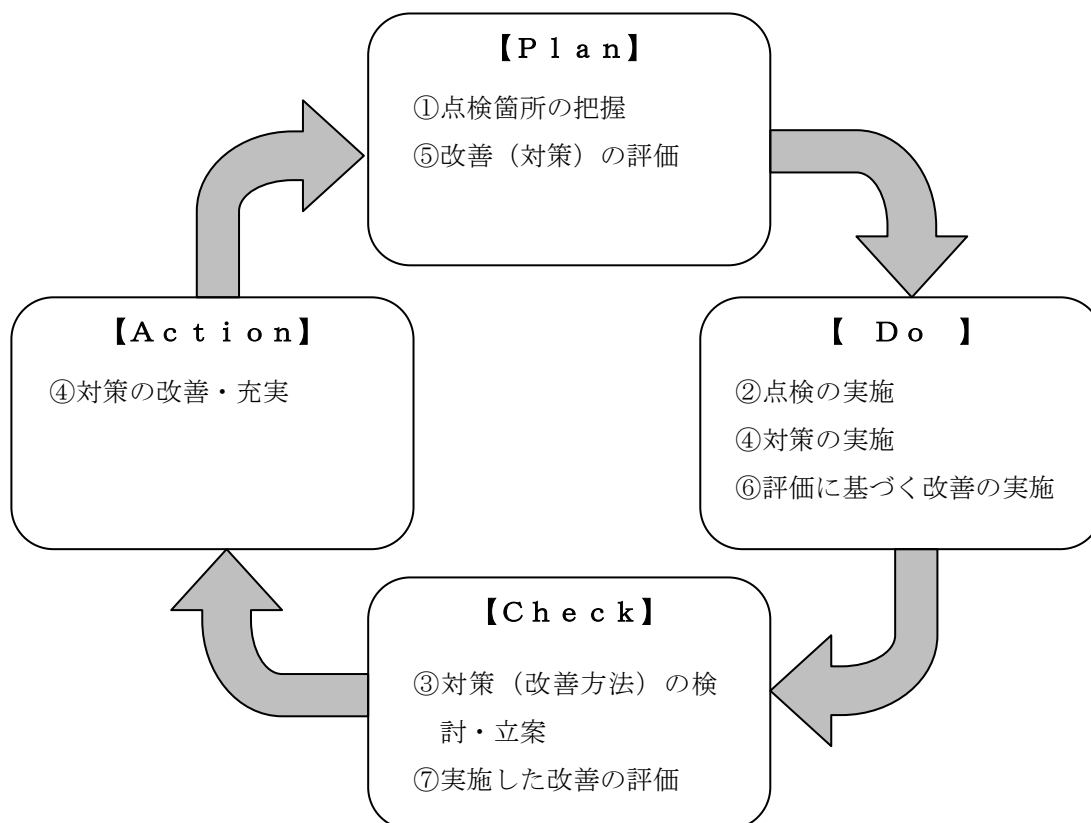 【Ｐｌａｎ】
①点検箇所の把握
⑤改善（対策）の評価
【Ａｃｔｉｏｎ】
④対策の改善・充実
【　Ｄｏ　】
②点検の実施
④対策の実施
⑥評価に基づく改善の実施
【Ｃｈｅｃｋ】
③対策（改善方法）の検
討・立案
⑦実施した改善の評価